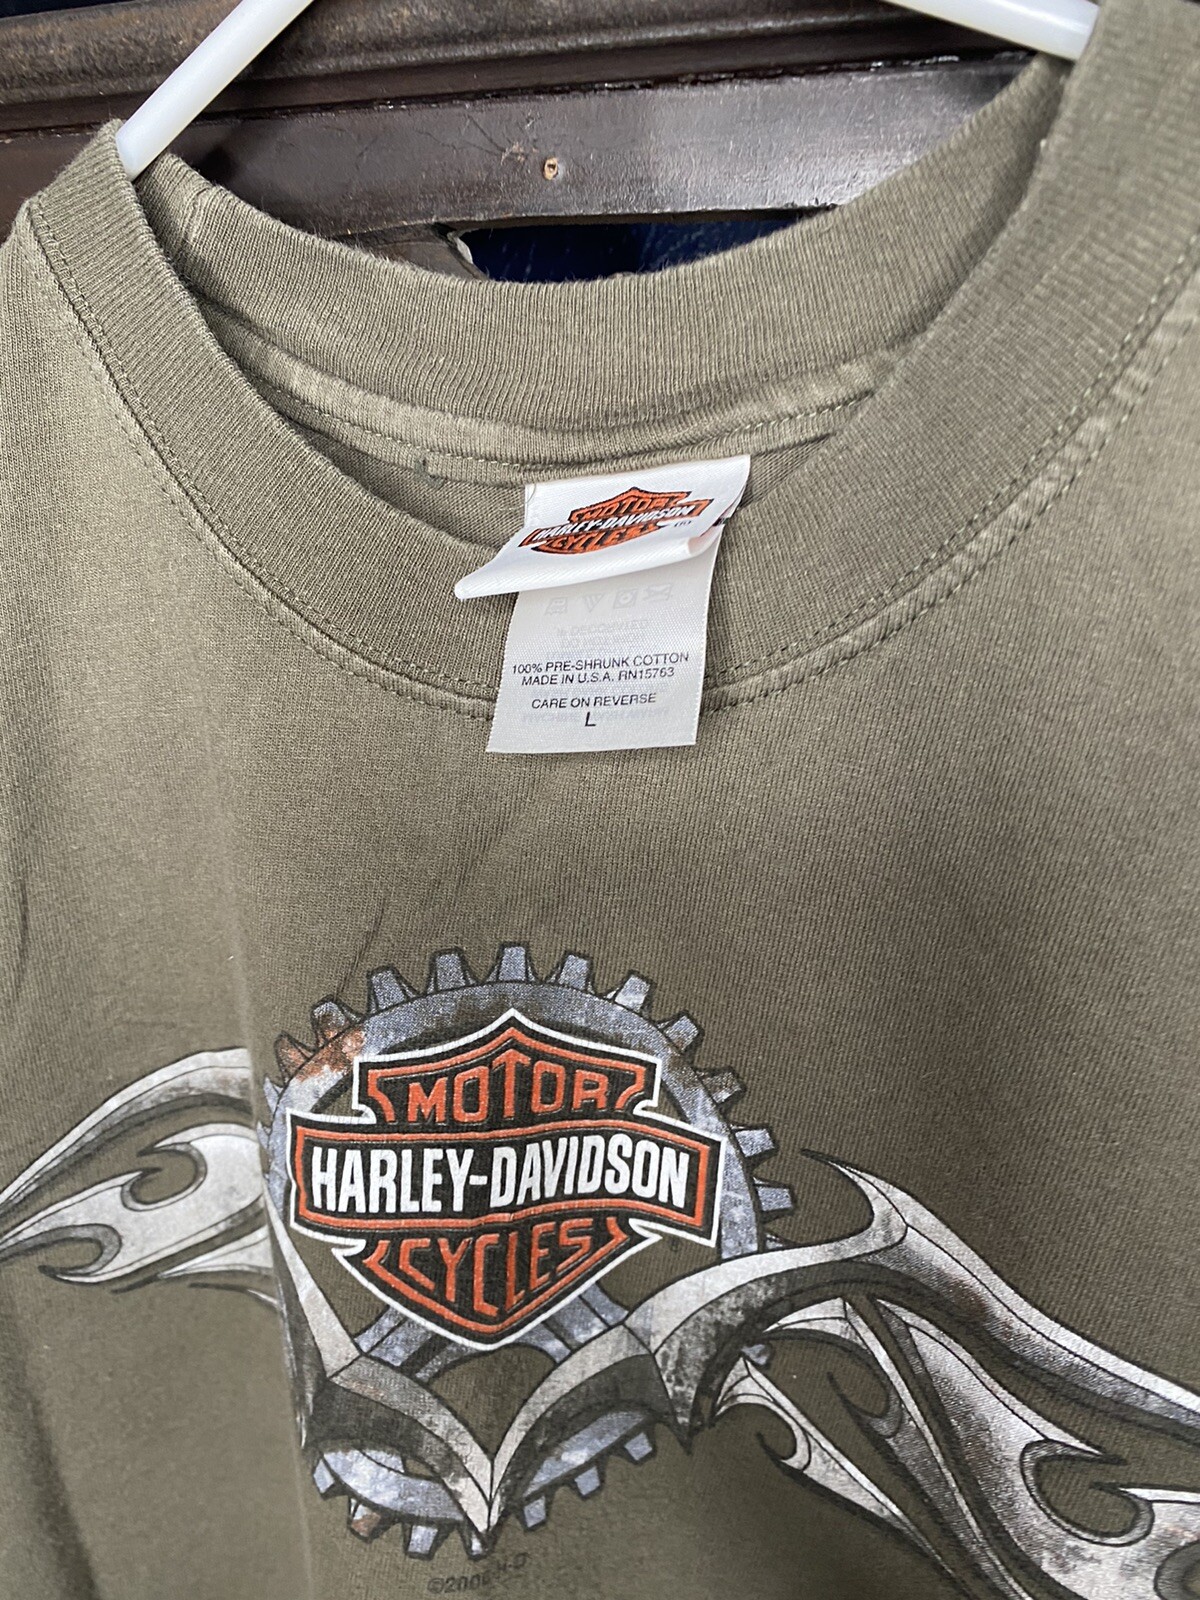 MOTOR
HARLEY-DAVIDSON
CYCLES
100% PRE-SHRUNK COTTON
MADE IN U.S.A. RN15763
CARE ON REVERSE
L
MOTOR
HARLEY-DAVIDSON
CYCLES
H-D